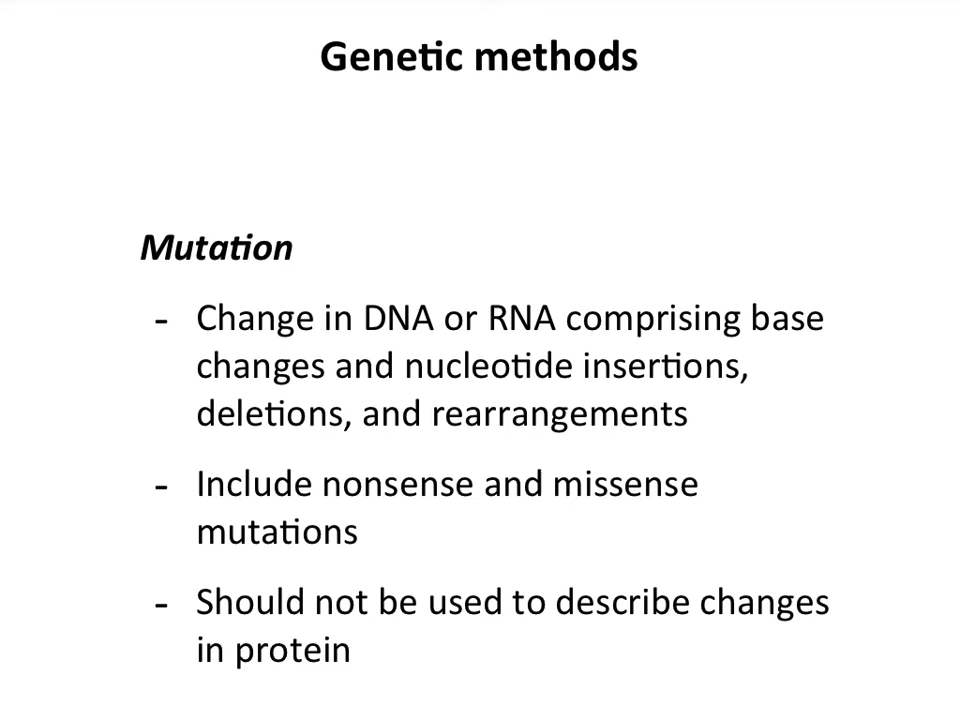 Genetic methods
Mutation
- Change in DNA or RNA comprising base
changes and nucleotide insertions,
deletions, and rearrangements
- Include nonsense and missense
mutations
- Should not be used to describe changes
in protein